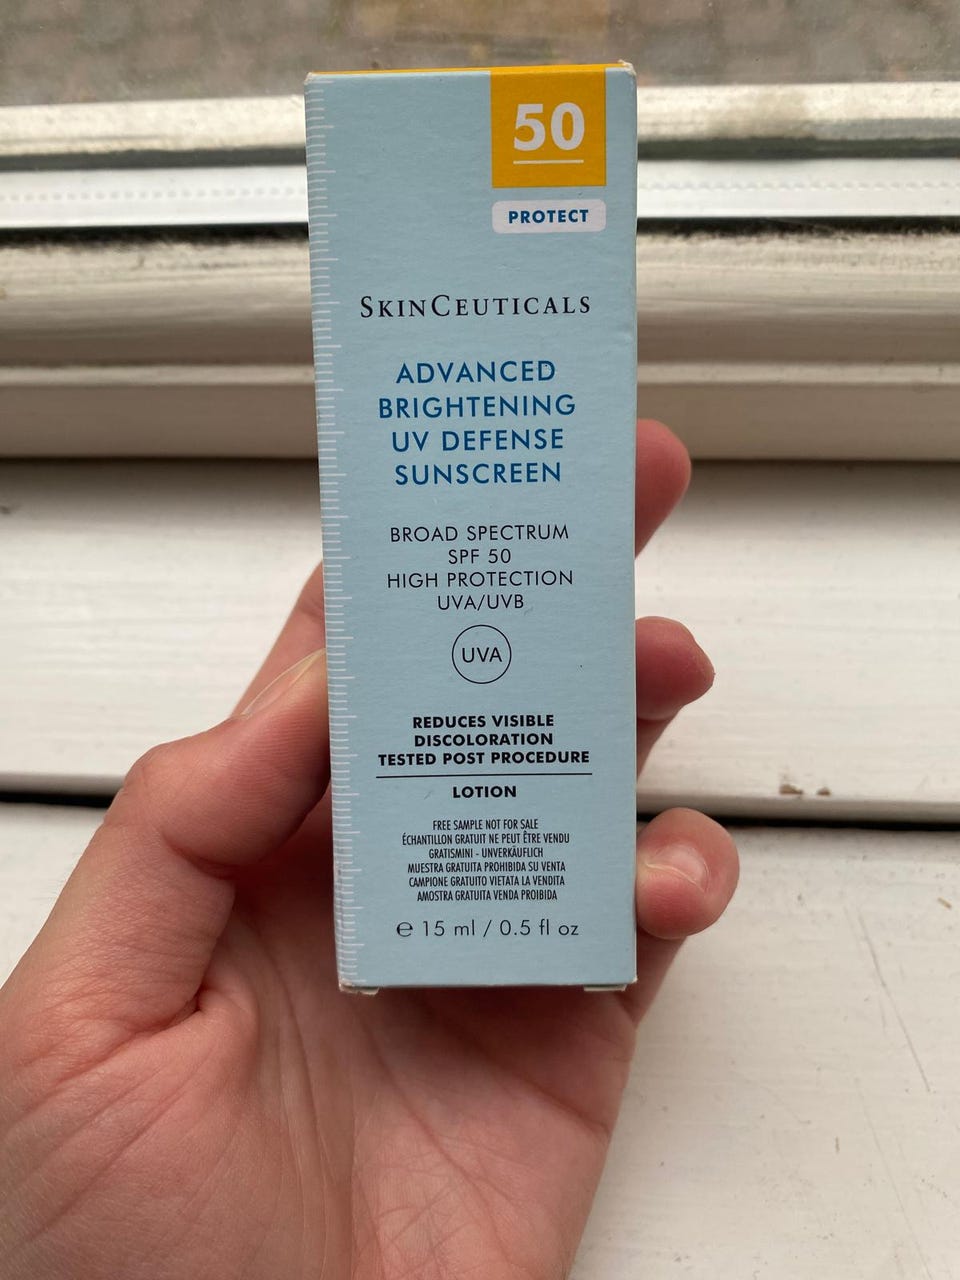 50
PROTECT
SKINCEUTICALS
ADVANCED
BRIGHTENING
UV DEFENSE
SUNSCREEN
BROAD SPECTRUM
SPF 50
HIGH PROTECTION
UVA/UVB
UVA
REDUCES VISIBLE
DISCOLORATION
TESTED POST PROCEDURE
LOTION
FREE SAMPLE NOT FOR SALE
ÉCHANTILLON GRATUIT NE PEUT ÊTRE VENDU
GRATISMINI - UNVERKÄUFLICH
MUESTRA GRATUITA PROHIBIDA SU VENTA
CAMPIONE GRATUITO VIETATA LA VENDITA
AMOSTRA GRATUITA VENDA PROIBIDA
℮ 15 ml / 0.5 fl oz